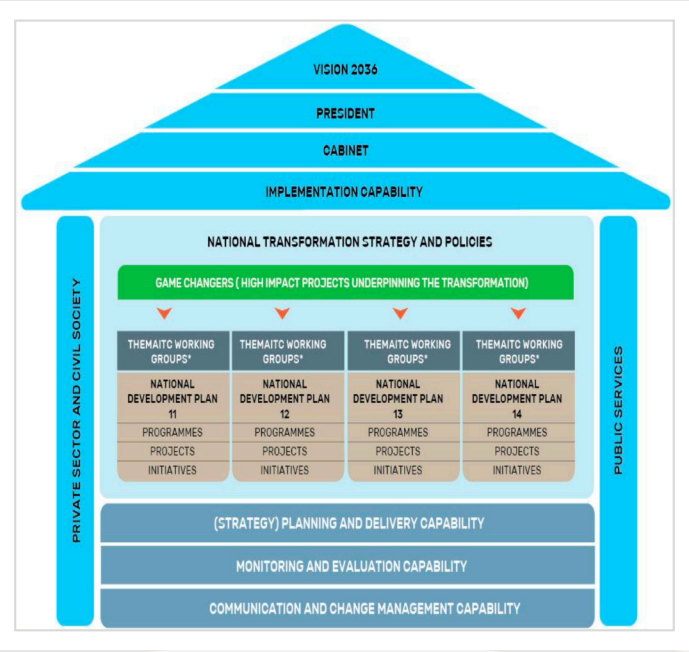 VISION 2036
PRESIDENT
CABINET
IMPLEMENTATION CAPABILITY
PRIVATE SECTOR AND CIVIL SOCIETY
NATIONAL TRANSFORMATION STRATEGY AND POLICIES
GAME CHANGERS ( HIGH IMPACT PROJECTS UNDERPINNING THE TRANSFORMATION)
THEMAITC WORKING
GROUPS*
NATIONAL
DEVELOPMENT PLAN
11
PROGRAMMES
PROJECTS
INITIATIVES
THEMAITC WORKING
GROUPS*
NATIONAL
DEVELOPMENT PLAN
12
PROGRAMMES
PROJECTS
INITIATIVES
THEMAITC WORKING
GROUPS*
NATIONAL
DEVELOPMENT PLAN
13
PROGRAMMES
PROJECTS
INITIATIVES
THEMAITC WORKING
GROUPS*
NATIONAL
DEVELOPMENT PLAN
14
PROGRAMMES
PROJECTS
INITIATIVES
PUBLIC SERVICES
(STRATEGY) PLANNING AND DELIVERY CAPABILITY
MONITORING AND EVALUATION CAPABILITY
COMMUNICATION AND CHANGE MANAGEMENT CAPABILITY